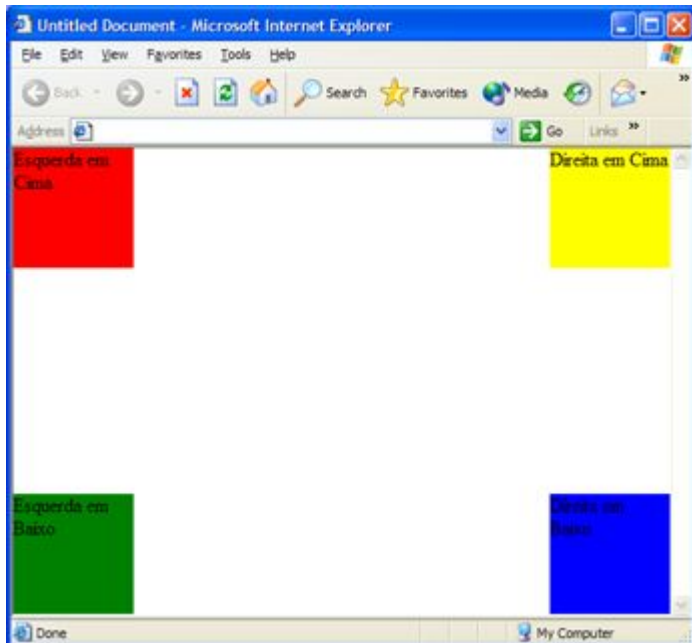 Untitled Document - Microsoft Internet Explorer
File Edit View Favorites Tools Help
Back Search Favorites Media
Address Go Links
Esquerda em
Cima
Direita em Cima
Esquerda em
Baixo
Direita em
Baixo
Done My Computer